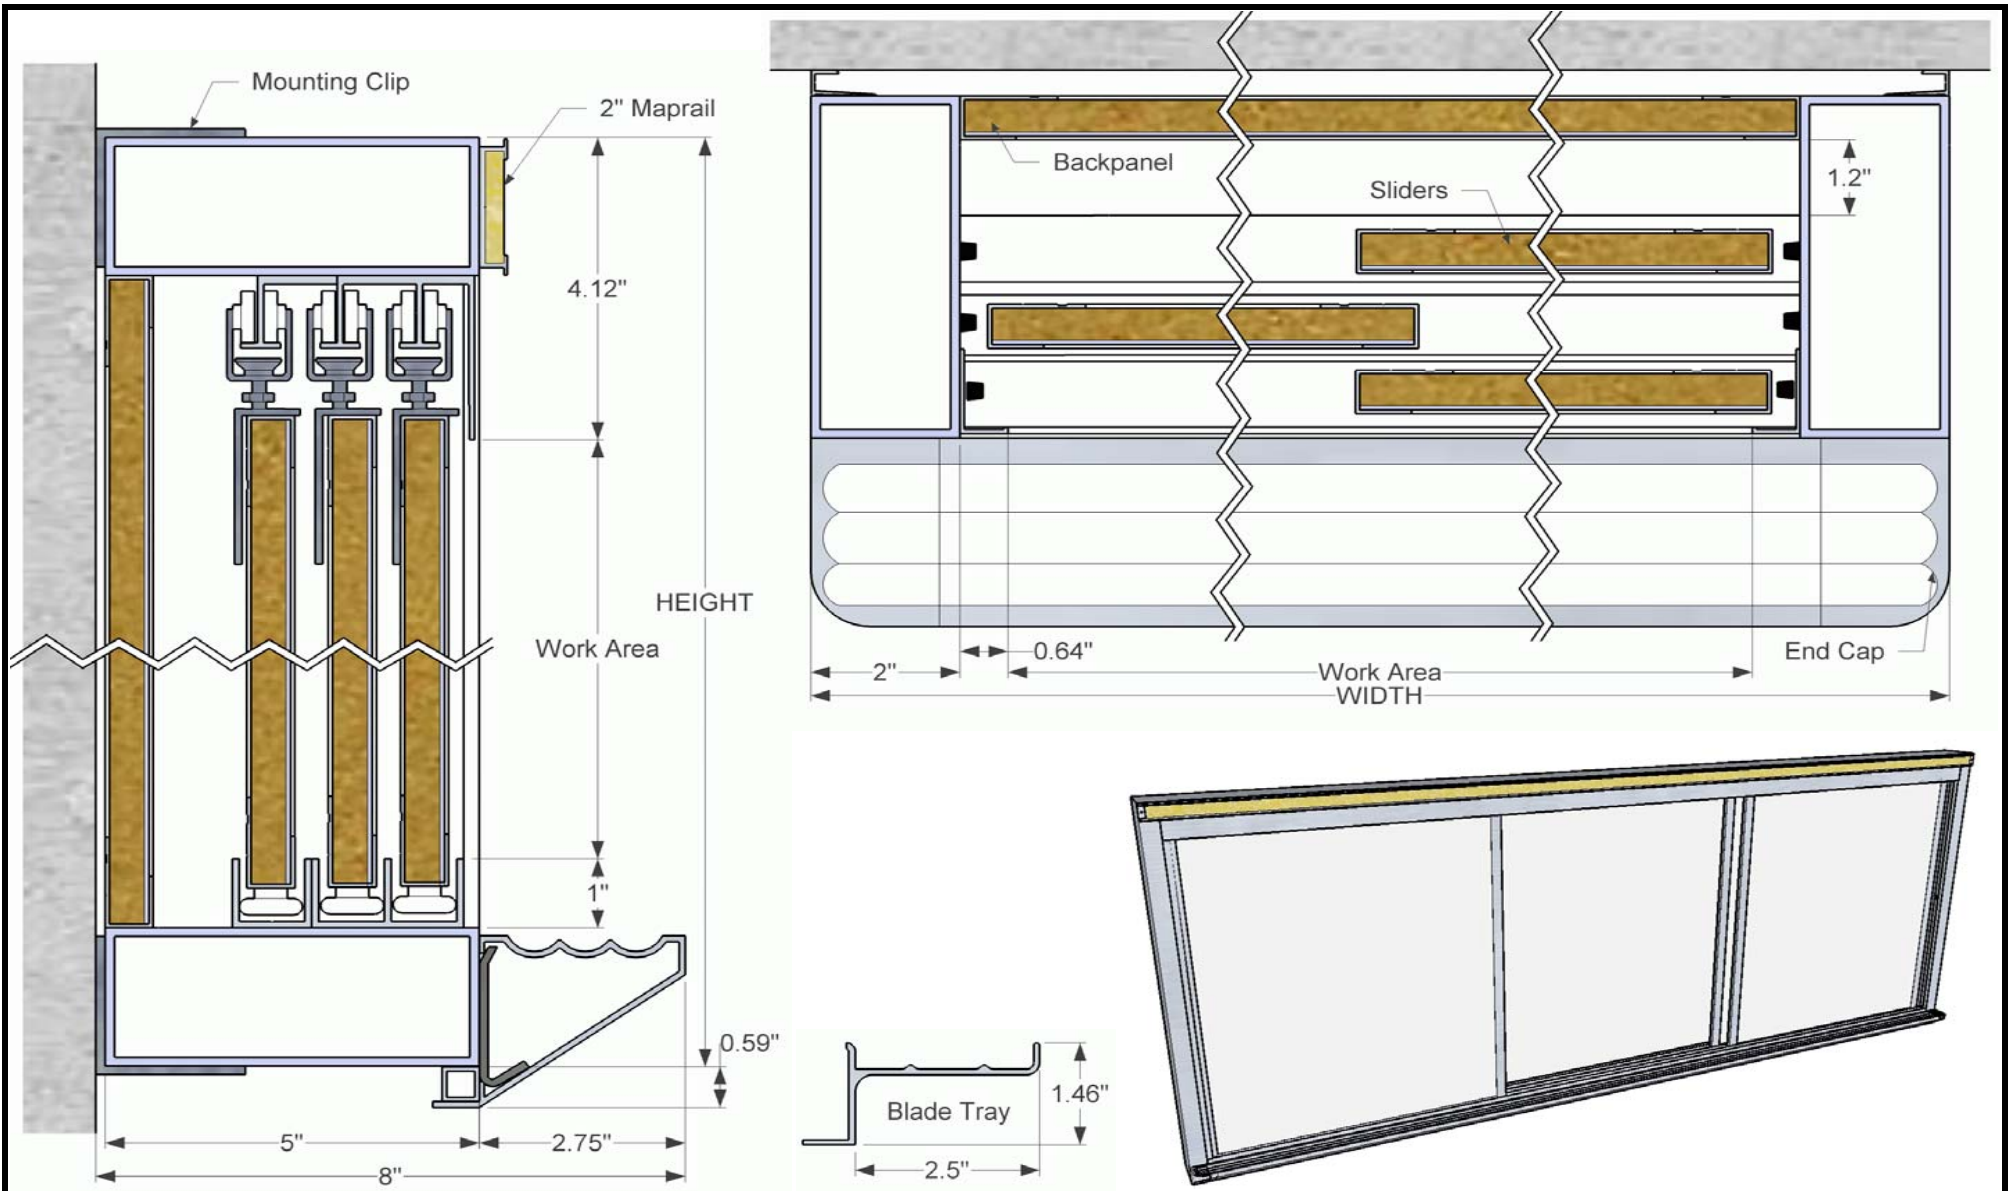 Mounting Clip
2" Maprail
4.12"
HEIGHT
Work Area
1"
0.59"
5"
2.75"
8"
Backpanel
Sliders
1.2"
0.64"
2"
Work Area
WIDTH
End Cap
Blade Tray
1.46"
2.5"